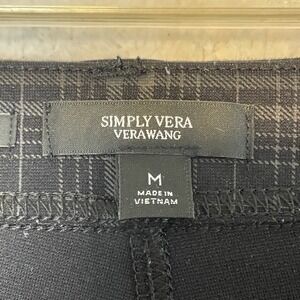 SIMPLY VERA
VERAWANG
M
MADE IN
VIETNAM